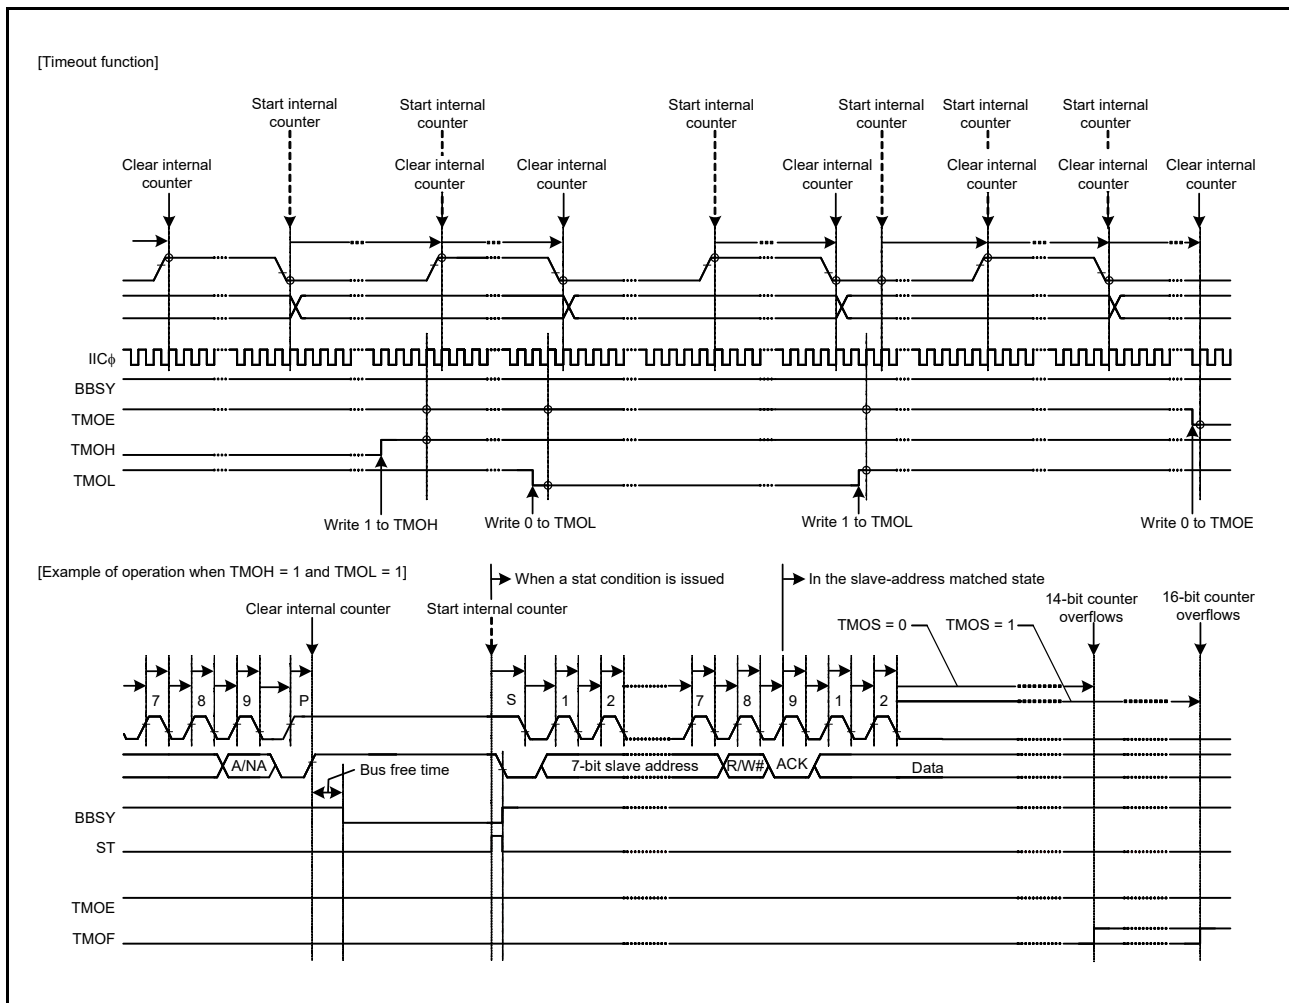 [Timeout function]
Start internal
counter
Start internal
counter
Start internal
counter
Start internal
counter
Start internal
counter
Start internal
counter
Clear internal
counter
Clear internal
counter
Clear internal
counter
Clear internal
counter
Clear internal
counter
Clear internal
counter
Clear internal
counter
IICϕ
BBSY
TMOE
TMOH
TMOL
Write 1 to TMOH
Write 0 to TMOL
Write 1 to TMOL
Write 0 to TMOE
[Example of operation when TMOH = 1 and TMOL = 1]
When a stat condition is issued
In the slave-address matched state
Clear internal counter
Start internal counter
TMOS = 0
TMOS = 1
14-bit counter
overflows
16-bit counter
overflows
7 8 9 P S 1 2 7 8 9 1 2
A/NA
Bus free time
7-bit slave address
R/W#
ACK
Data
BBSY
ST
TMOE
TMOF